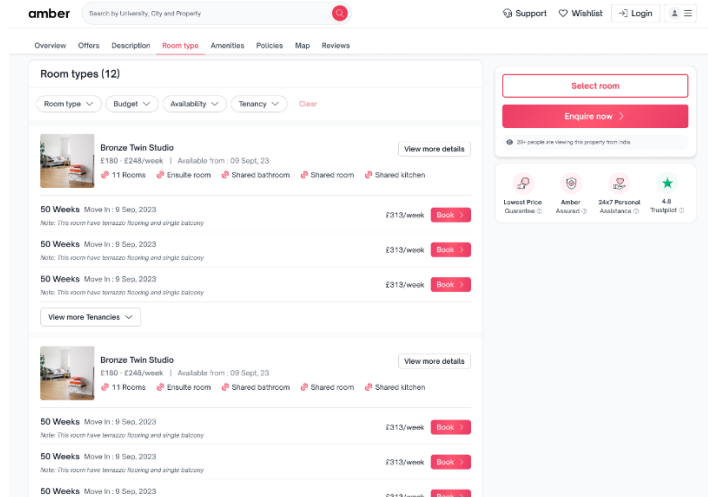 amber
Search by University, City and Property
Support
Wishlist
Login
Overview Offers Description Room type Amenities Policies Map Reviews
Room types (12)
Room type Budget Availability Tenancy Clear
Bronze Twin Studio
View more details
£180 - £248/week | Available from : 09 Sept, 23
11 Rooms Ensuite room Shared bathroom Shared room Shared kitchen
50 Weeks Move In : 9 Sep, 2023
Note: This room have terrazzo flooring and single balcony
£313/week Book
50 Weeks Move In : 9 Sep, 2023
Note: This room have terrazzo flooring and single balcony
£313/week Book
50 Weeks Move In : 9 Sep, 2023
Note: This room have terrazzo flooring and single balcony
£313/week Book
View more Tenancies
Bronze Twin Studio
View more details
£180 - £248/week | Available from : 09 Sept, 23
11 Rooms Ensuite room Shared bathroom Shared room Shared kitchen
50 Weeks Move In : 9 Sep, 2023
Note: This room have terrazzo flooring and single balcony
£313/week Book
50 Weeks Move In : 9 Sep, 2023
Note: This room have terrazzo flooring and single balcony
£313/week Book
50 Weeks Move In : 9 Sep, 2023
£313/week Book
Select room
Enquire now
28+ people are viewing this property from India
Lowest Price
Guarantee
Amber
Assured
24x7 Personal
Assistance
4.8
Trustpilot